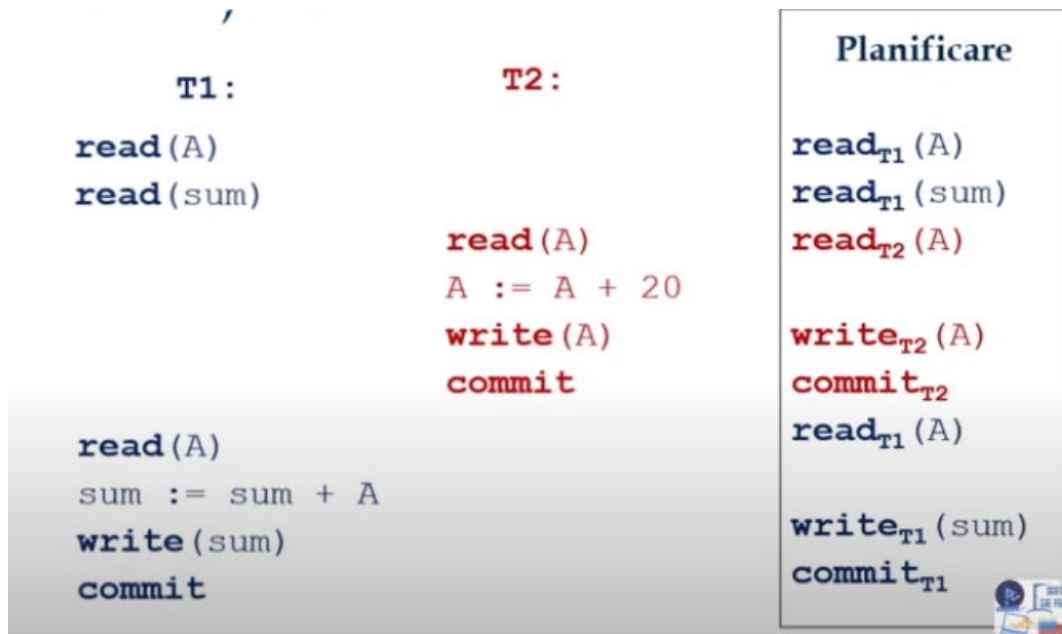 T1:
read(A)
read(sum)
T2:
read(A)
A := A + 20
write(A)
commit
read(A)
sum := sum + A
write(sum)
commit
Planificare
readT1(A)
readT1(sum)
readT2(A)
writeT2(A)
commitT2
readT1(A)
writeT1(sum)
commitT1